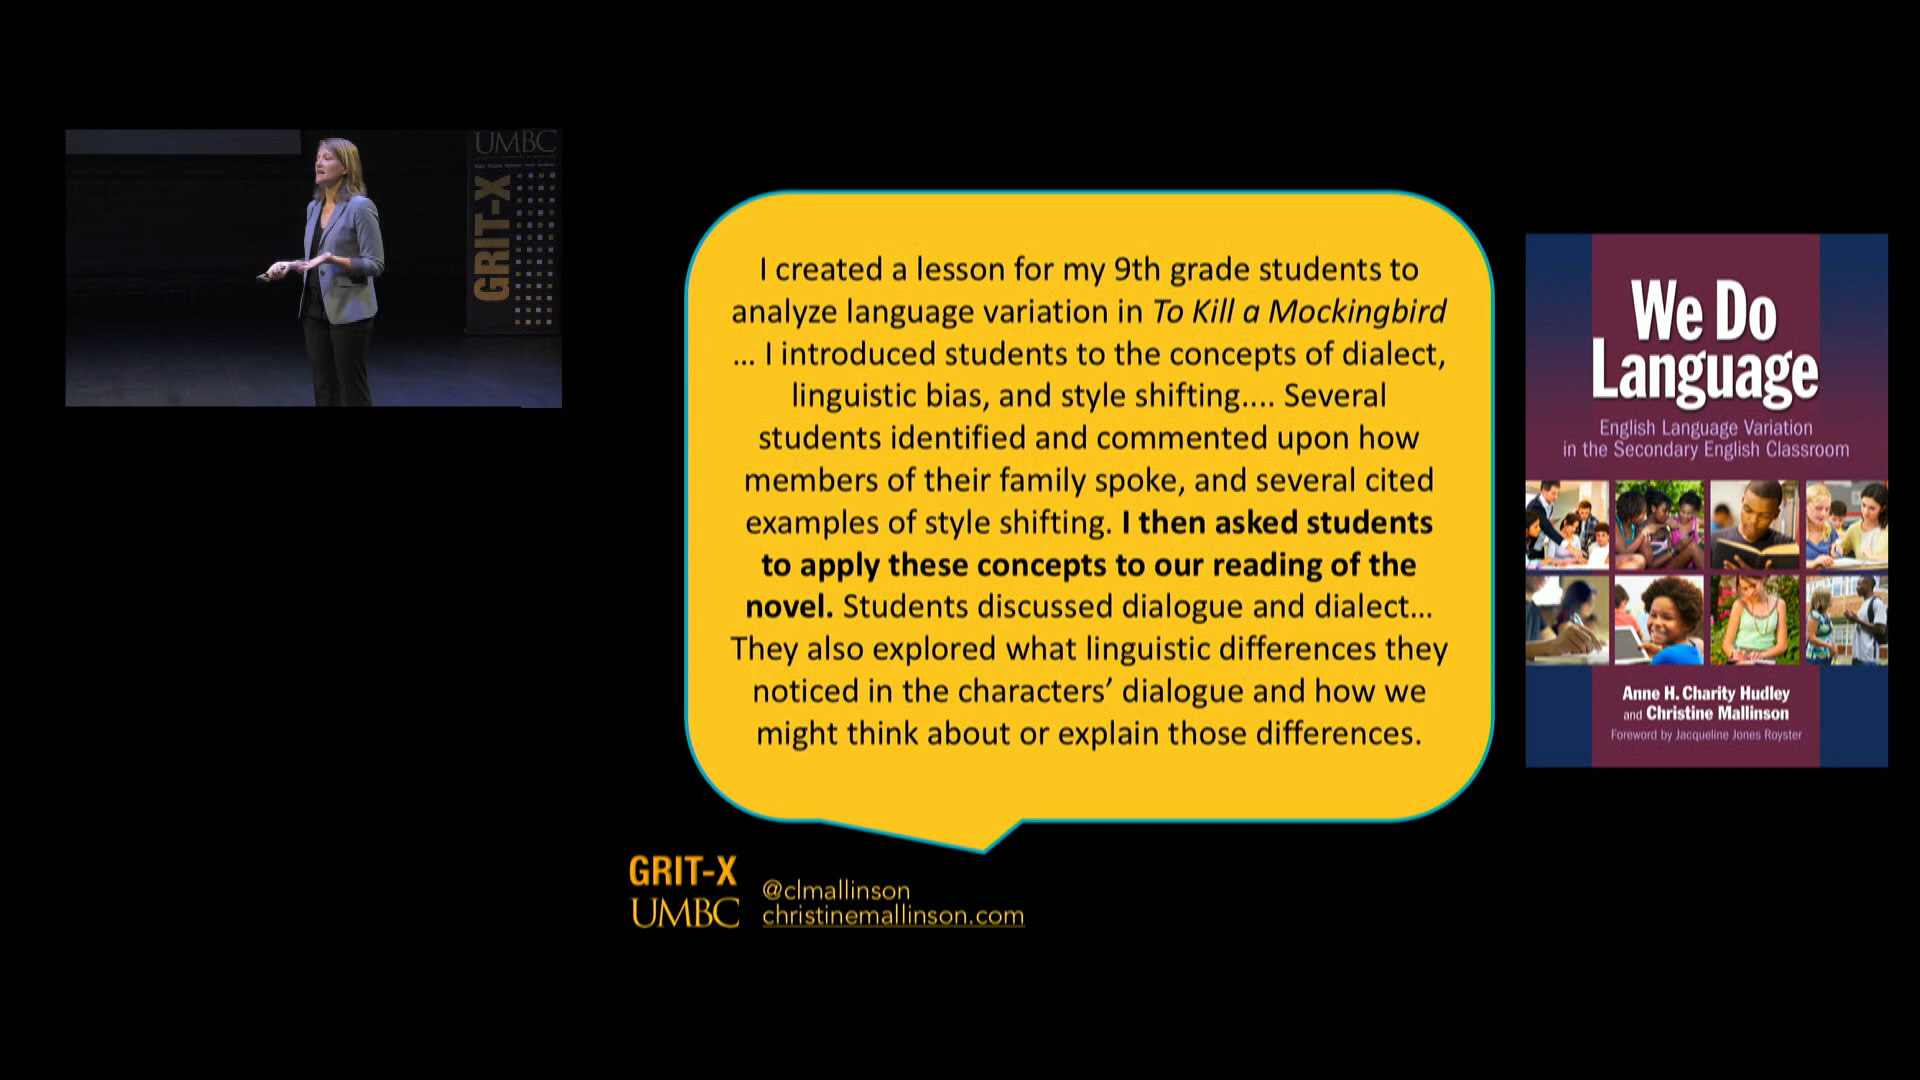 UMBC
GRIT-X
I created a lesson for my 9th grade students to
analyze language variation in To Kill a Mockingbird
... I introduced students to the concepts of dialect,
linguistic bias, and style shifting.... Several
students identified and commented upon how
members of their family spoke, and several cited
examples of style shifting. I then asked students
to apply these concepts to our reading of the
novel. Students discussed dialogue and dialect...
They also explored what linguistic differences they
noticed in the characters’ dialogue and how we
might think about or explain those differences.
We Do
Language
English Language Variation
in the Secondary English Classroom
Anne H. Charity Hudley
and Christine Mallinson
Foreword by Jacqueline Jones Royster
GRIT-X
UMBC
@clmallinson
christinemallinson.com